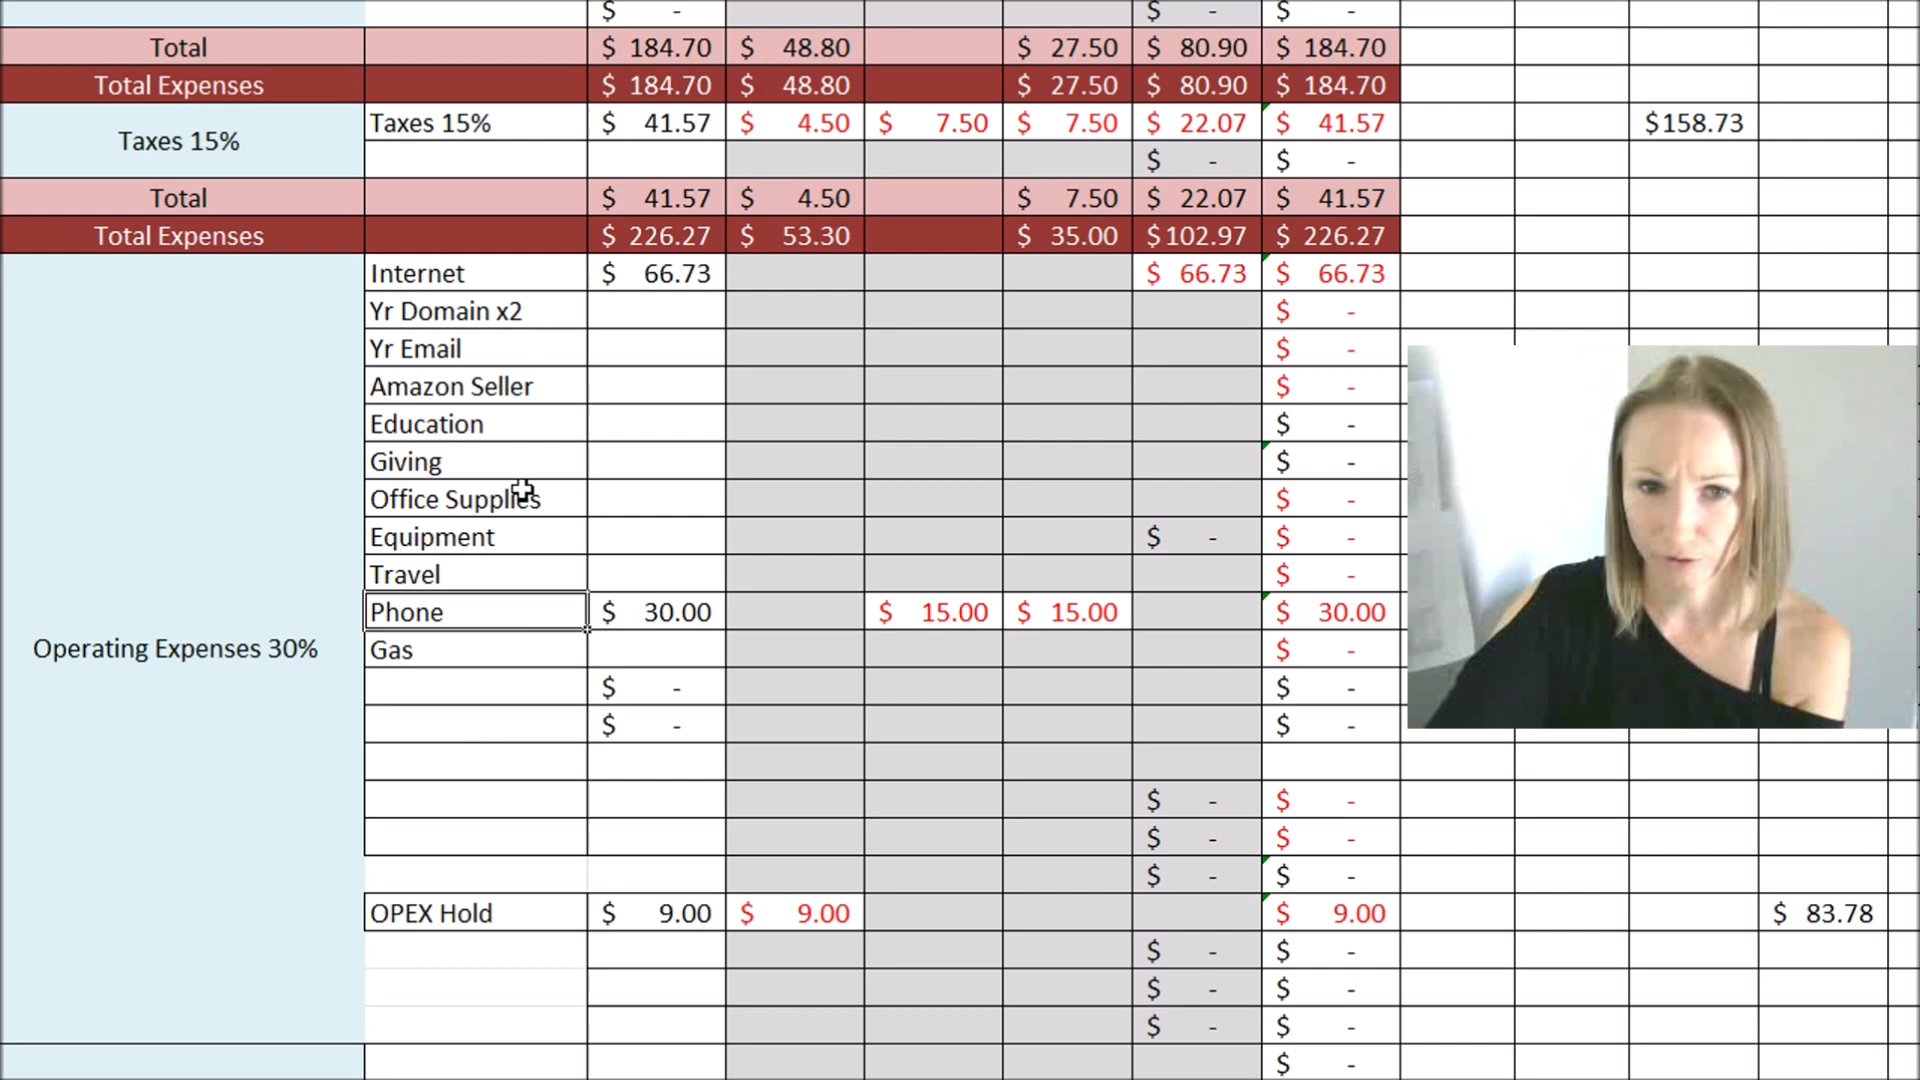 $ - $ - $ -
Total $ 184.70 $ 48.80 $ 27.50 $ 80.90 $ 184.70
Total Expenses $ 184.70 $ 48.80 $ 27.50 $ 80.90 $ 184.70
Taxes 15% Taxes 15% $ 41.57 $ 4.50 $ 7.50 $ 7.50 $ 22.07 $ 41.57 $158.73
$ - $ -
Total $ 41.57 $ 4.50 $ 7.50 $ 22.07 $ 41.57
Total Expenses $ 226.27 $ 53.30 $ 35.00 $102.97 $ 226.27
Internet $ 66.73 $ 66.73 $ 66.73
Yr Domain x2 $ -
Yr Email $ -
Amazon Seller $ -
Education $ -
Giving $ -
Office Supplies $ -
Equipment $ - $ -
Travel $ -
Phone $ 30.00 $ 15.00 $ 15.00 $ 30.00
Operating Expenses 30% Gas $ -
$ - $ -
$ - $ -
$ - $ -
$ - $ -
$ - $ -
OPEX Hold $ 9.00 $ 9.00 $ 9.00 $ 83.78
$ - $ -
$ - $ -
$ - $ -
$ -